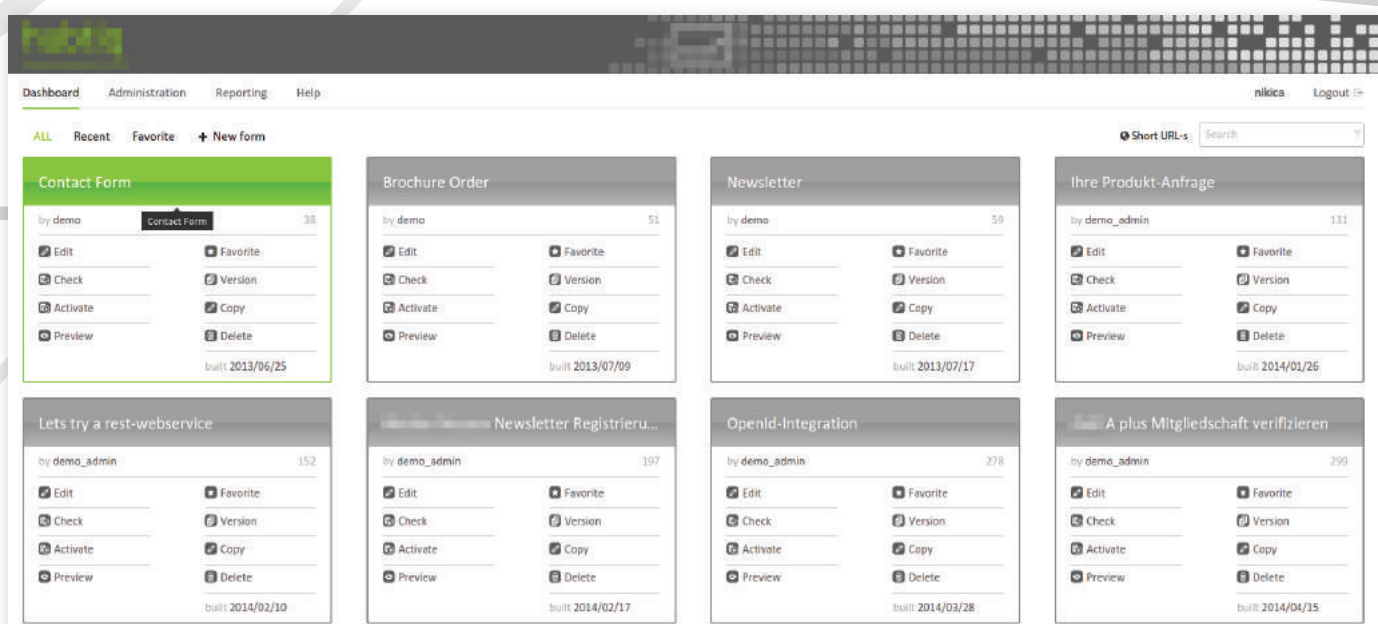 Dashboard Administration Reporting Help nikica Logout
ALL Recent Favorite + New form Short URL-s Search
Contact Form Brochure Order Newsletter Ihre Produkt-Anfrage
by demo Contact Form 38 by demo 51 by demo 59 by demo_admin 131
Edit Favorite Edit Favorite Edit Favorite Edit Favorite
Check Version Check Version Check Version Check Version
Activate Copy Activate Copy Activate Copy Activate Copy
Preview Delete Preview Delete Preview Delete Preview Delete
built 2013/06/25 built 2013/07/09 built 2013/07/17 built 2014/01/26
Lets try a rest-webservice Newsletter Registrieru... OpenId-Integration A plus Mitgliedschaft verifizieren
by demo_admin 152 by demo_admin 197 by demo_admin 278 by demo_admin 299
Edit Favorite Edit Favorite Edit Favorite Edit Favorite
Check Version Check Version Check Version Check Version
Activate Copy Activate Copy Activate Copy Activate Copy
Preview Delete Preview Delete Preview Delete Preview Delete
built 2014/02/10 built 2014/02/17 built 2014/03/28 built 2014/04/15